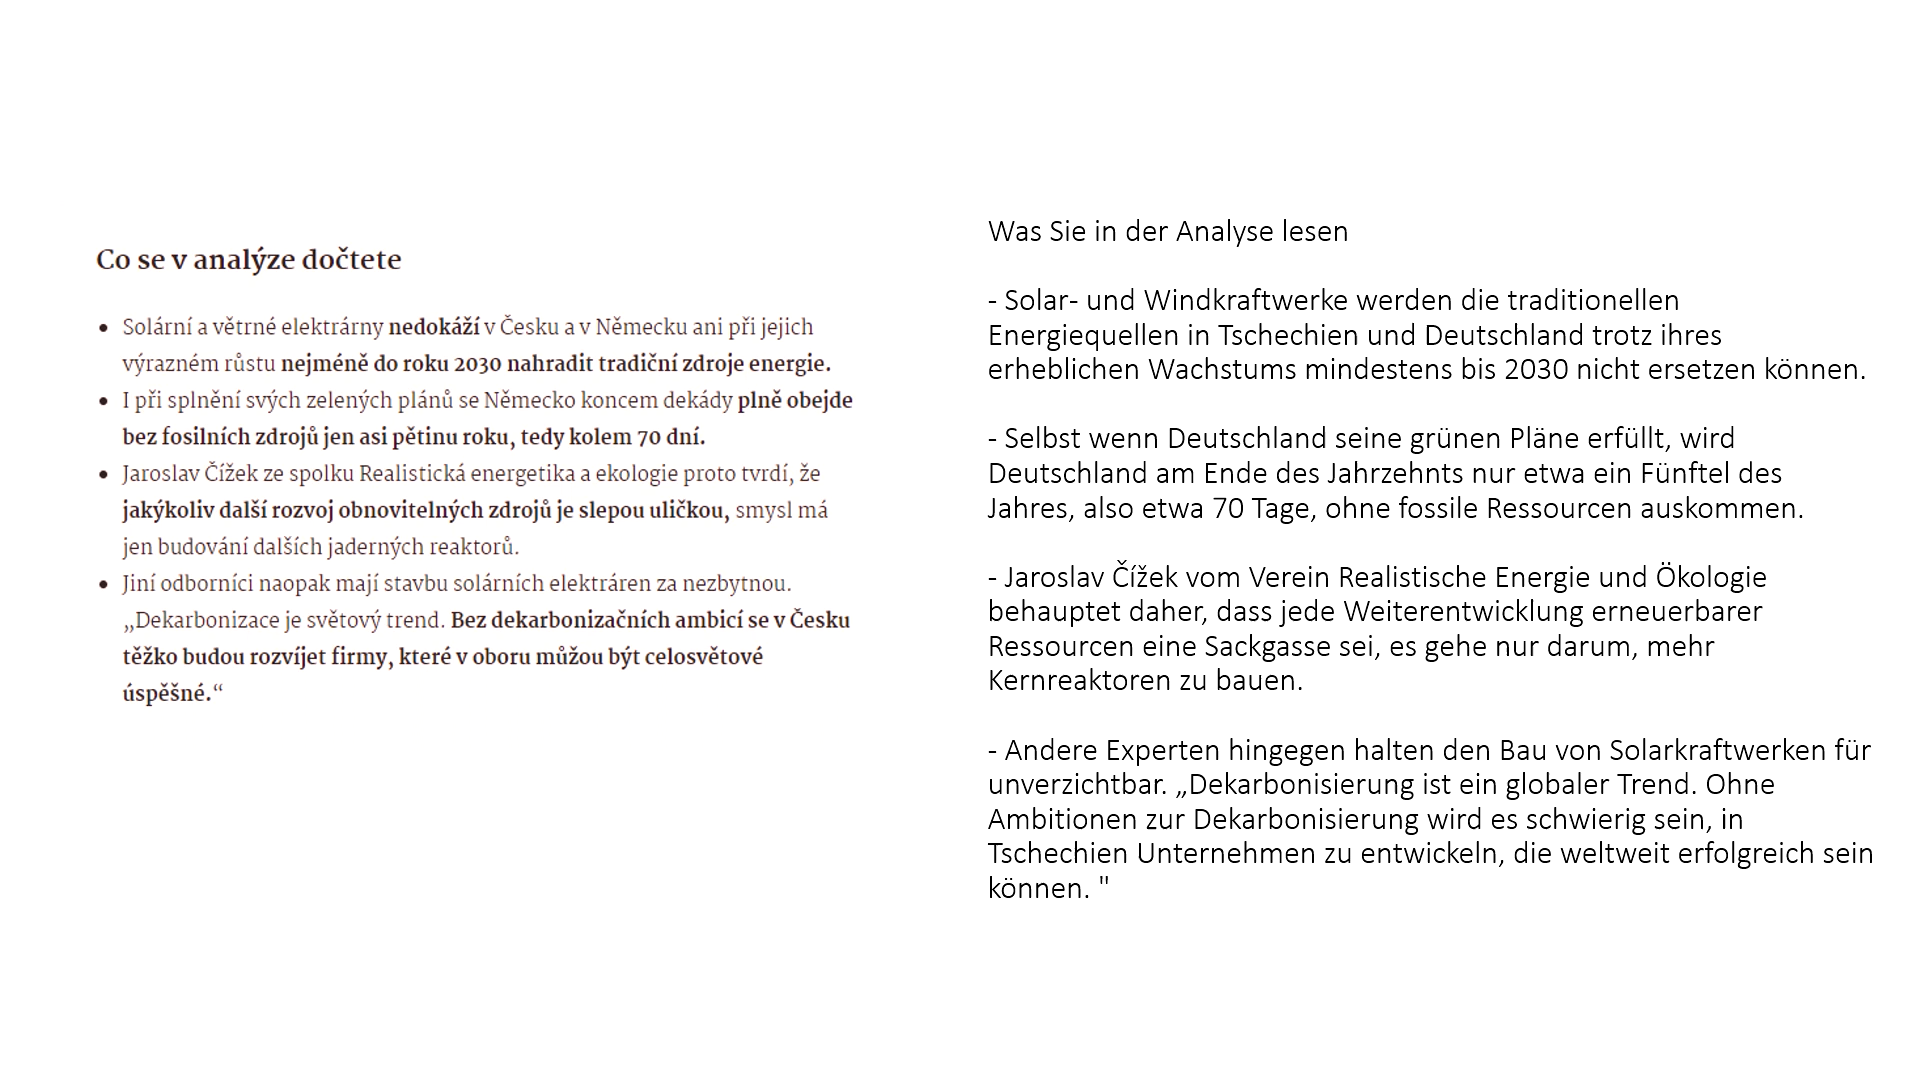 Co se v analýze dočtete
• Solární a větrné elektrárny nedokáží v Česku a v Německu ani při jejich
výrazném růstu nejméně do roku 2030 nahradit tradiční zdroje energie.
• I při splnění svých zelených plánů se Německo koncem dekády plně obejde
bez fosilních zdrojů jen asi pětinu roku, tedy kolem 70 dní.
• Jaroslav Čížek ze spolku Realistická energetika a ekologie proto tvrdí, že
jakýkoliv další rozvoj obnovitelných zdrojů je slepou uličkou, smysl má
jen budování dalších jaderných reaktorů.
• Jiní odborníci naopak mají stavbu solárních elektráren za nezbytnou.
„Dekarbonizace je světový trend. Bez dekarbonizačních ambicí se v Česku
těžko budou rozvíjet firmy, které v oboru můžou být celosvětové
úspěšné.“
Was Sie in der Analyse lesen
- Solar- und Windkraftwerke werden die traditionellen
Energiequellen in Tschechien und Deutschland trotz ihres
erheblichen Wachstums mindestens bis 2030 nicht ersetzen können.
- Selbst wenn Deutschland seine grünen Pläne erfüllt, wird
Deutschland am Ende des Jahrzehnts nur etwa ein Fünftel des
Jahres, also etwa 70 Tage, ohne fossile Ressourcen auskommen.
- Jaroslav Čížek vom Verein Realistische Energie und Ökologie
behauptet daher, dass jede Weiterentwicklung erneuerbarer
Ressourcen eine Sackgasse sei, es gehe nur darum, mehr
Kernreaktoren zu bauen.
- Andere Experten hingegen halten den Bau von Solarkraftwerken für
unverzichtbar. „Dekarbonisierung ist ein globaler Trend. Ohne
Ambitionen zur Dekarbonisierung wird es schwierig sein, in
Tschechien Unternehmen zu entwickeln, die weltweit erfolgreich sein
können. "